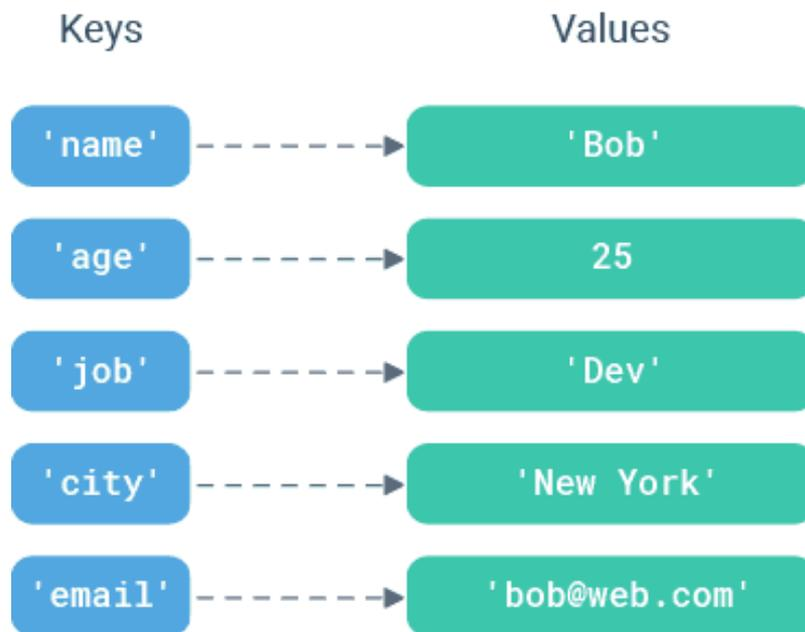 Keys Values
'name' 'Bob'
'age' 25
'job' 'Dev'
'city' 'New York'
'email' 'bob@web.com'